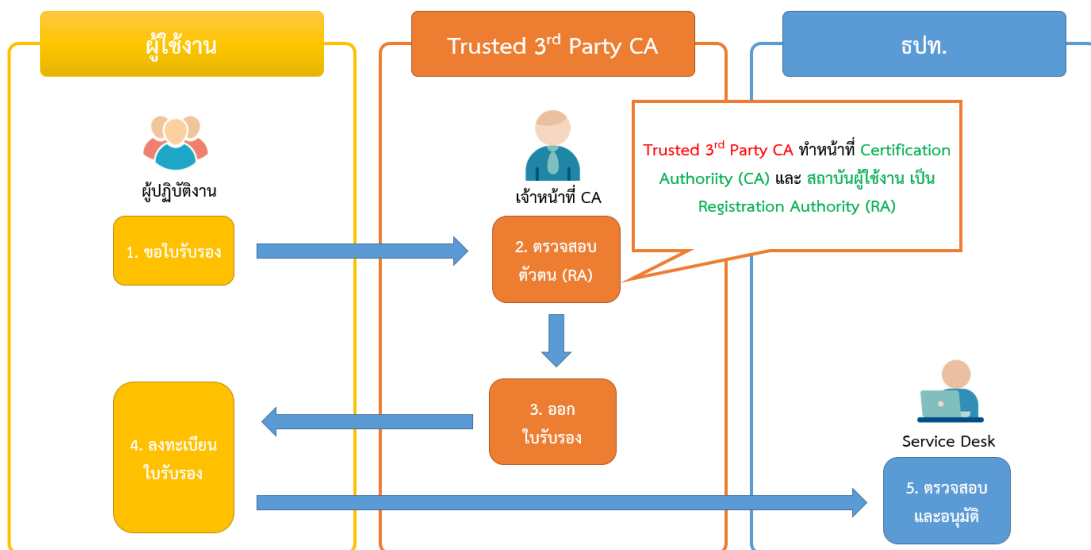 ผู้ใช้งาน
Trusted 3rd Party CA
ธปท.
ผู้ปฏิบัติงาน
เจ้าหน้าที่ CA
Trusted 3rd Party CA ทำหน้าที่ Certification
Authoriity (CA) และ สถาบันผู้ใช้งาน เป็น
Registration Authority (RA)
1. ขอใบรับรอง
2. ตรวจสอบ
ตัวตน (RA)
3. ออก
ใบรับรอง
4. ลงทะเบียน
ใบรับรอง
Service Desk
5. ตรวจสอบ
และอนุมัติ